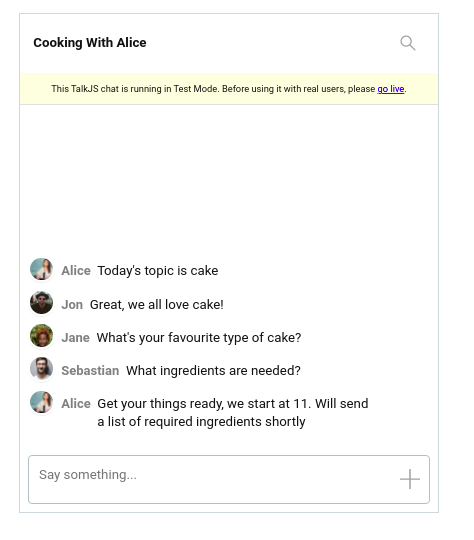 Cooking With Alice
This TalkJS chat is running in Test Mode. Before using it with real users, please go live.
Alice Today's topic is cake
Jon Great, we all love cake!
Jane What's your favourite type of cake?
Sebastian What ingredients are needed?
Alice Get your things ready, we start at 11. Will send
a list of required ingredients shortly
Say something...